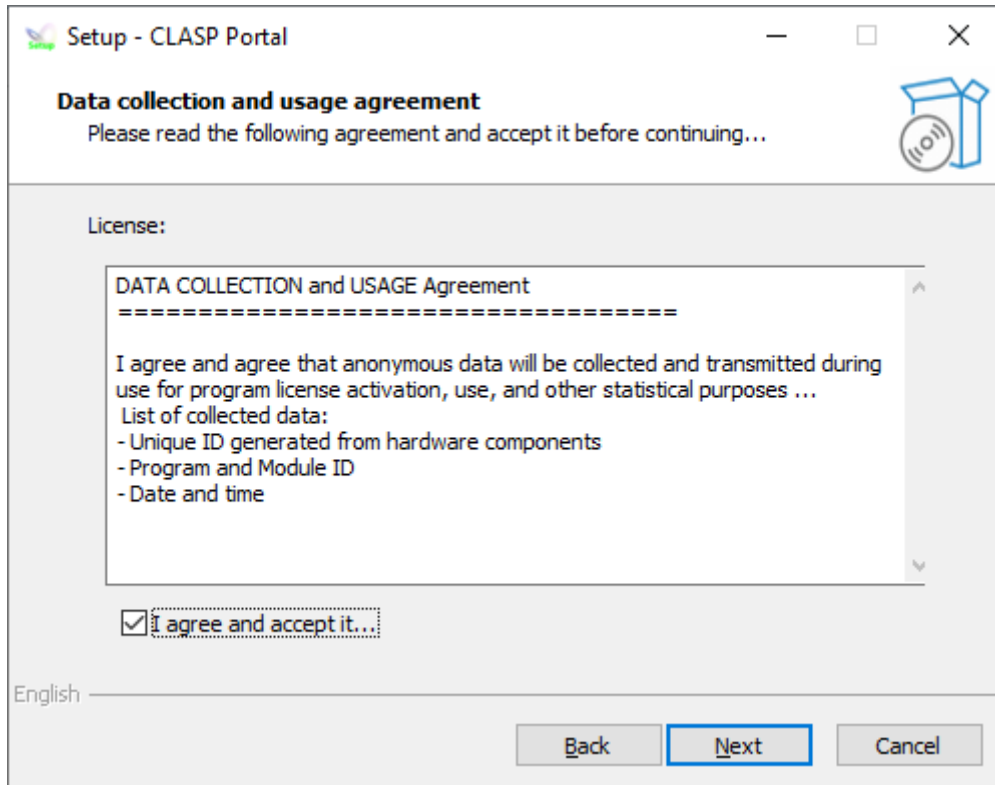 Setup - CLASP Portal
Data collection and usage agreement
Please read the following agreement and accept it before continuing...
License:
DATA COLLECTION and USAGE Agreement
===================================
I agree and agree that anonymous data will be collected and transmitted during
use for program license activation, use, and other statistical purposes ...
List of collected data:
- Unique ID generated from hardware components
- Program and Module ID
- Date and time
I agree and accept it...
English
Back
Next
Cancel